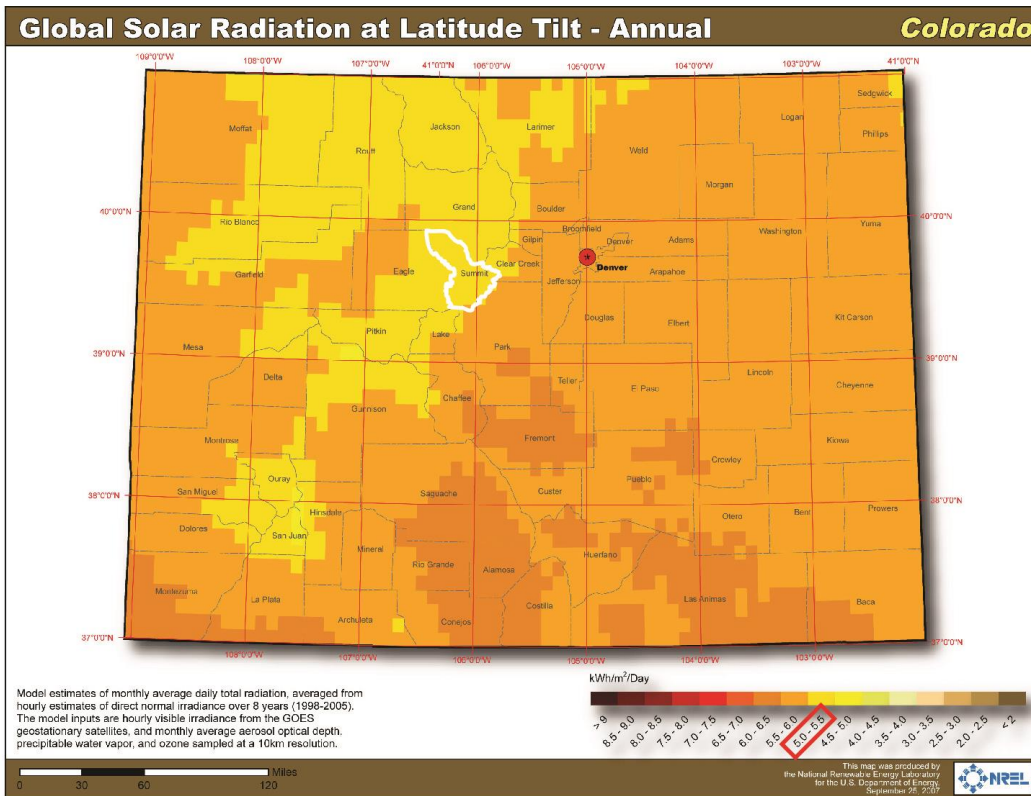 Global Solar Radiation at Latitude Tilt - Annual
Colorado
109°0'0"W
108°0'0"W
107°0'0"W
41°0'0"N
106°0'0"W
105°0'0"W
104°0'0"W
103°0'0"W
41°0'0"N
Sedgwick
Logan
Moffat
Jackson
Larimer
Phillips
Routt
Weld
Morgan
Grand
Boulder
40°0'0"N
Rio Blanco
Washington
Yuma
40°0'0"N
Broomfield
Gilpin
Denver
Adams
Clear Creek
Denver
Garfield
Eagle
Summit
Arapahoe
Jefferson
Douglas
Elbert
Kit Carson
Pitkin
Lake
Park
Mesa
39°0'0"N
39°0'0"N
Lincoln
Delta
Teller
El Paso
Cheyenne
Gunnison
Chaffee
Montrose
Fremont
Kiowa
Crowley
Ouray
Pueblo
San Miguel
Saguache
Custer
38°0'0"N
38°0'0"N
Hinsdale
Otero
Bent
Prowers
Dolores
San Juan
Mineral
Huerfano
Rio Grande
Alamosa
Montezuma
La Plata
Las Animas
Costilla
Baca
Archuleta
Conejos
37°0'0"N
37°0'0"N
108°0'0"W
107°0'0"W
106°0'0"W
105°0'0"W
104°0'0"W
103°0'0"W
kWh/m²/Day
Model estimates of monthly average daily total radiation, averaged from
hourly estimates of direct normal irradiance over 8 years (1998-2005).
The model inputs are hourly visible irradiance from the GOES
geostationary satellites, and monthly average aerosol optical depth,
precipitable water vapor, and ozone sampled at a 10km resolution.
> 9
8.5 - 9.0
8.0 - 8.5
7.5 - 8.0
7.0 - 7.5
6.5 - 7.0
6.0 - 6.5
5.5 - 6.0
5.0 - 5.5
4.5 - 5.0
4.0 - 4.5
3.5 - 4.0
3.0 - 3.5
2.5 - 3.0
2.0 - 2.5
< 2
Miles
0 30 60 120
This map was produced by
the National Renewable Energy Laboratory
for the U.S. Department of Energy.
September 25, 2007
NREL